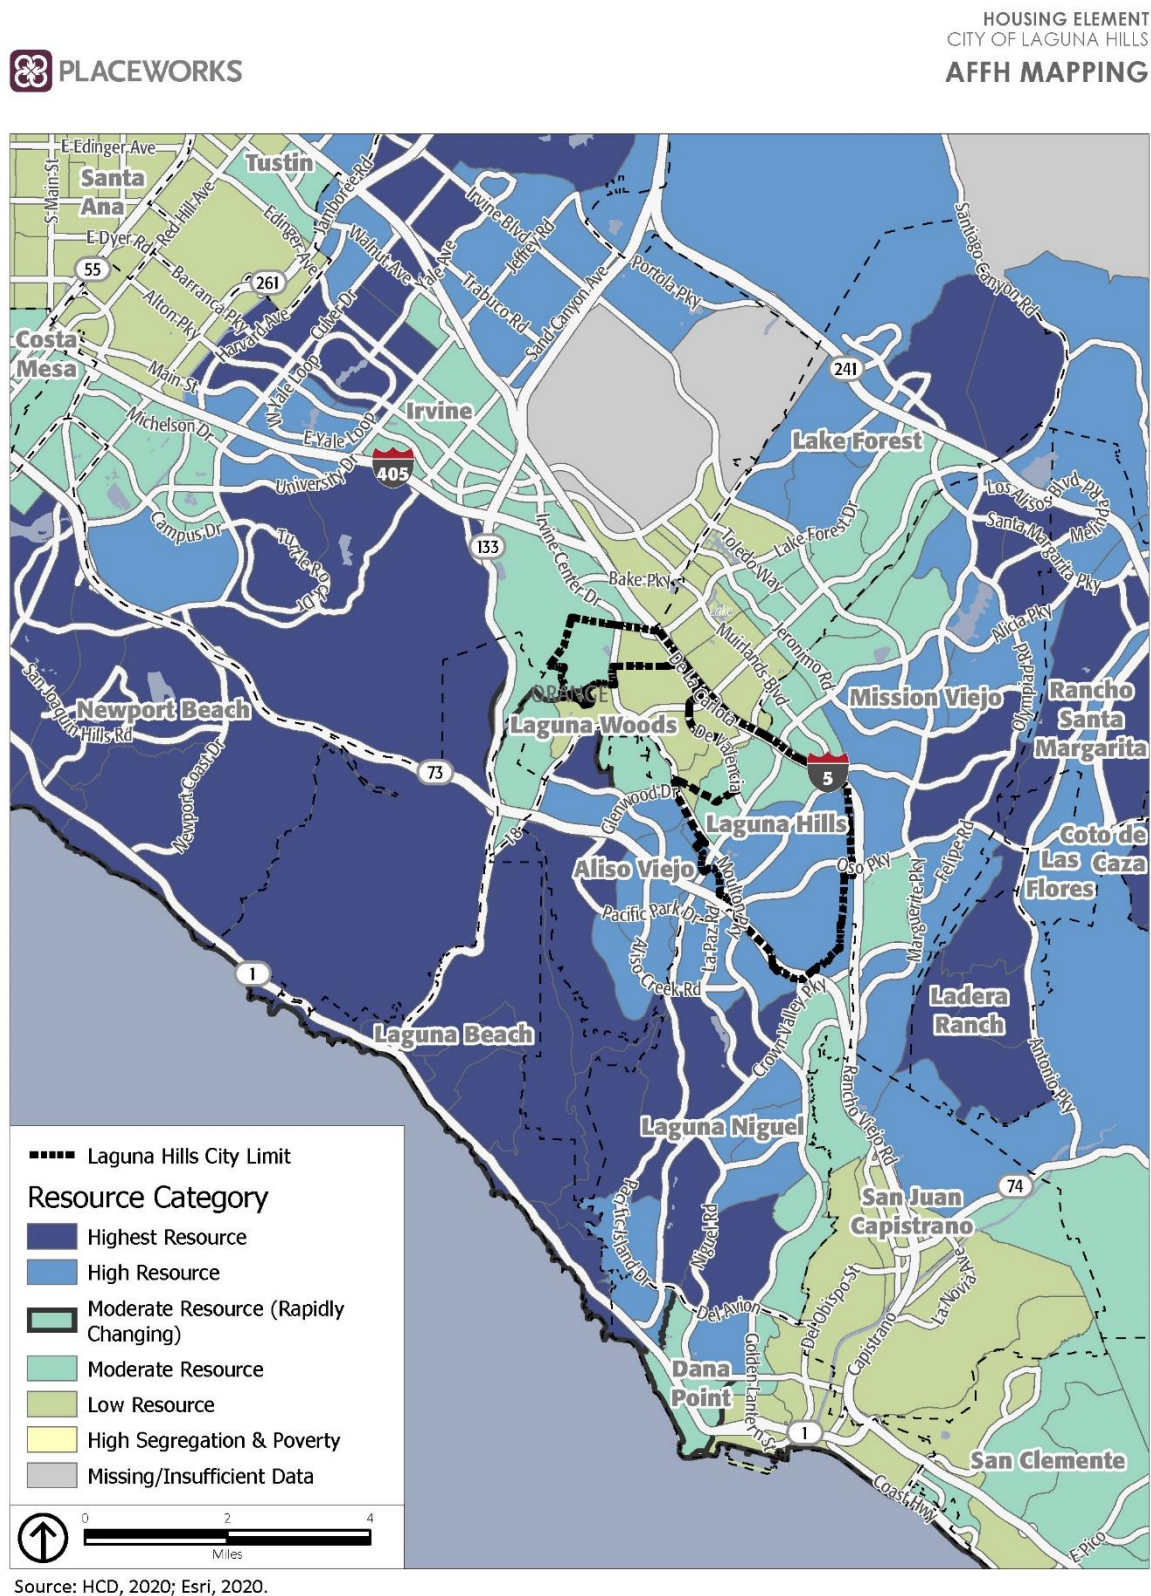 HOUSING ELEMENT
CITY OF LAGUNA HILLS
AFFH MAPPING
PLACEWORKS
E Edinger Ave
Santa
Ana
Tustin
S Main St
Red Hill Ave
Jamboree Rd
E Dyer Rd
Edinger Ave
Walnut Ave
Yale Ave
Irvine Blvd
Jeffrey Rd
Trabuco Rd
Sand Canyon Ave
Portola Pky
Santiago Canyon Rd
55
261
Barranca Pky
Alton Pky
Harvard Ave
Culver Dr
Costa
Mesa
Main St
W Yale Loop
E Yale Loop
Michelson Dr
Irvine
241
Lake Forest
405
University Dr
Campus Dr
Turtle Rock Dr
133
Irvine Center Dr
Bake Pky
Toledo Way
Lake Forest Dr
Los Alisos Blvd
Melinda Rd
Santa Margarita Pky
Alicia Pky
Lake
Muirlands Blvd
Jeronimo Rd
Olympiad Rd
De La Carlota
ORANGE
Laguna Woods
De Valencia
Mission Viejo
Rancho
Santa
Margarita
San Joaquin Hills Rd
Newport Beach
Newport Coast Dr
73
5
Glenwood Dr
Laguna Hills
18
Aliso Viejo
Moulton Pky
Oso Pky
Marguerite Pky
Felipe Rd
Coto de
Caza
Las
Flores
Pacific Park Dr
La Paz Rd
Aliso Creek Rd
1
Laguna Beach
Crown Valley Pky
Ladera
Ranch
Antonio Pky
Laguna Niguel
Rancho Viejo Rd
San Juan
Capistrano
74
Pacific Island Dr
Niguel Rd
Del Avion
Del Obispo St
La Novia Ave
Capistrano
Golden Lantern St
Dana
Point
1
San Clemente
Coast Hwy
E Pico
Laguna Hills City Limit
Resource Category
Highest Resource
High Resource
Moderate Resource (Rapidly
Changing)
Moderate Resource
Low Resource
High Segregation & Poverty
Missing/Insufficient Data
0 2 4
Miles
Source: HCD, 2020; Esri, 2020.